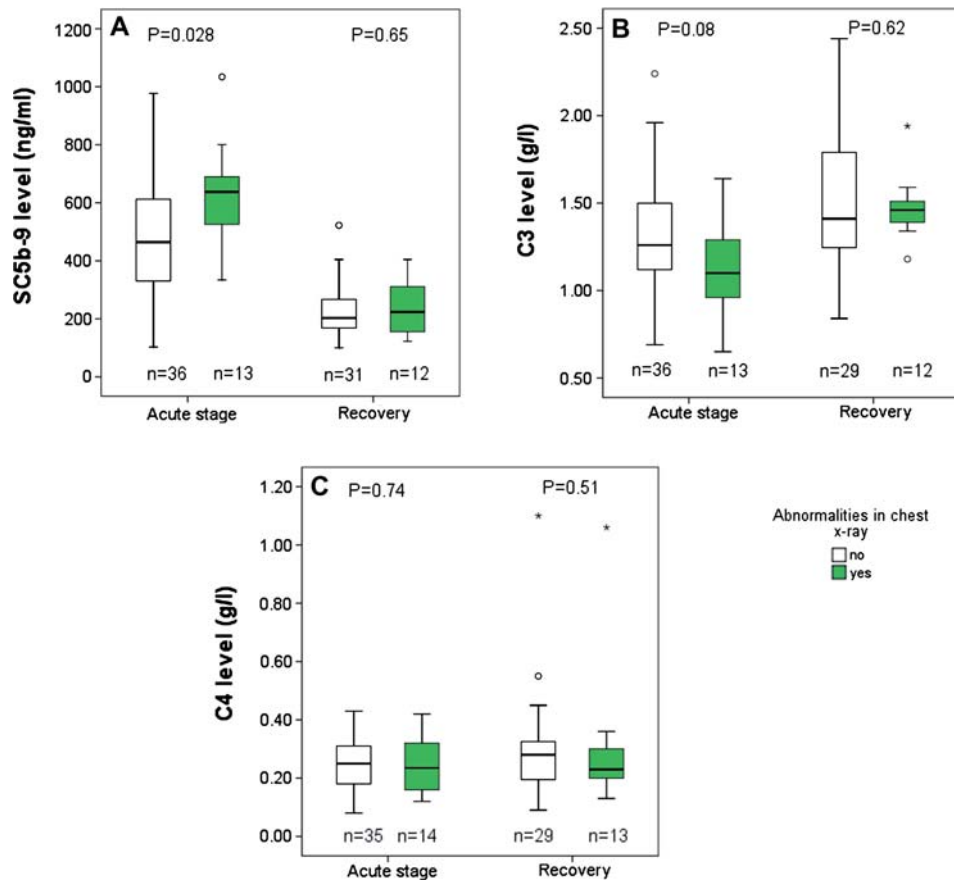 A
P=0.028 P=0.65
SC5b-9 level (ng/ml)
1200
1000
800
600
400
200
0
n=36 n=13 n=31 n=12
Acute stage Recovery
B
P=0.08 P=0.62
C3 level (g/l)
2.50
2.00
1.50
1.00
0.50
n=36 n=13 n=29 n=12
Acute stage Recovery
C
P=0.74 P=0.51
C4 level (g/l)
1.20
1.00
0.80
0.60
0.40
0.20
0.00
n=35 n=14 n=29 n=13
Acute stage Recovery
Abnormalities in chest
x-ray
no
yes